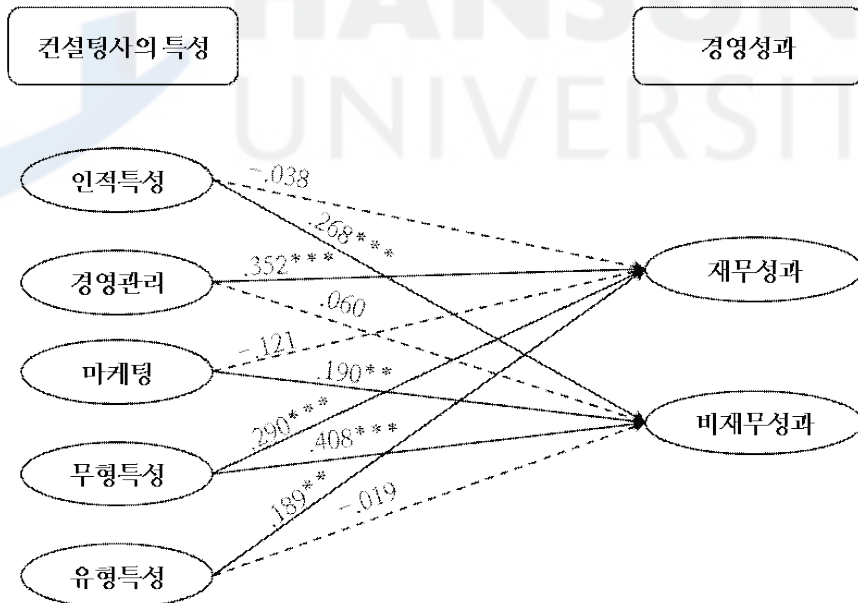 HANSUN
UNIVERSIT
컨설팅사의 특성
경영성과
인적특성
경영관리
마케팅
무형특성
유형특성
재무성과
비재무성과
-.038
.268***
.352***
.060
-.121
.190**
.290***
.408***
.189**
-.019